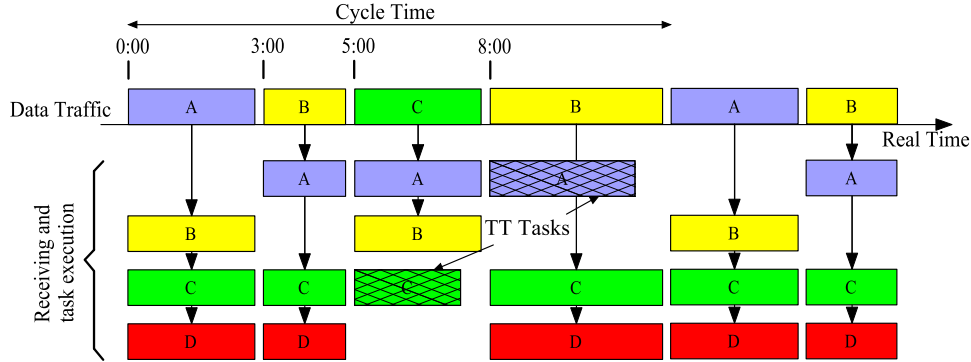 Cycle Time
0:00 3:00 5:00 8:00
Data Traffic A B C B A B
Real Time
A A A A
TT Tasks
B B B
Receiving and
task execution
C C C C C C
D D D D D